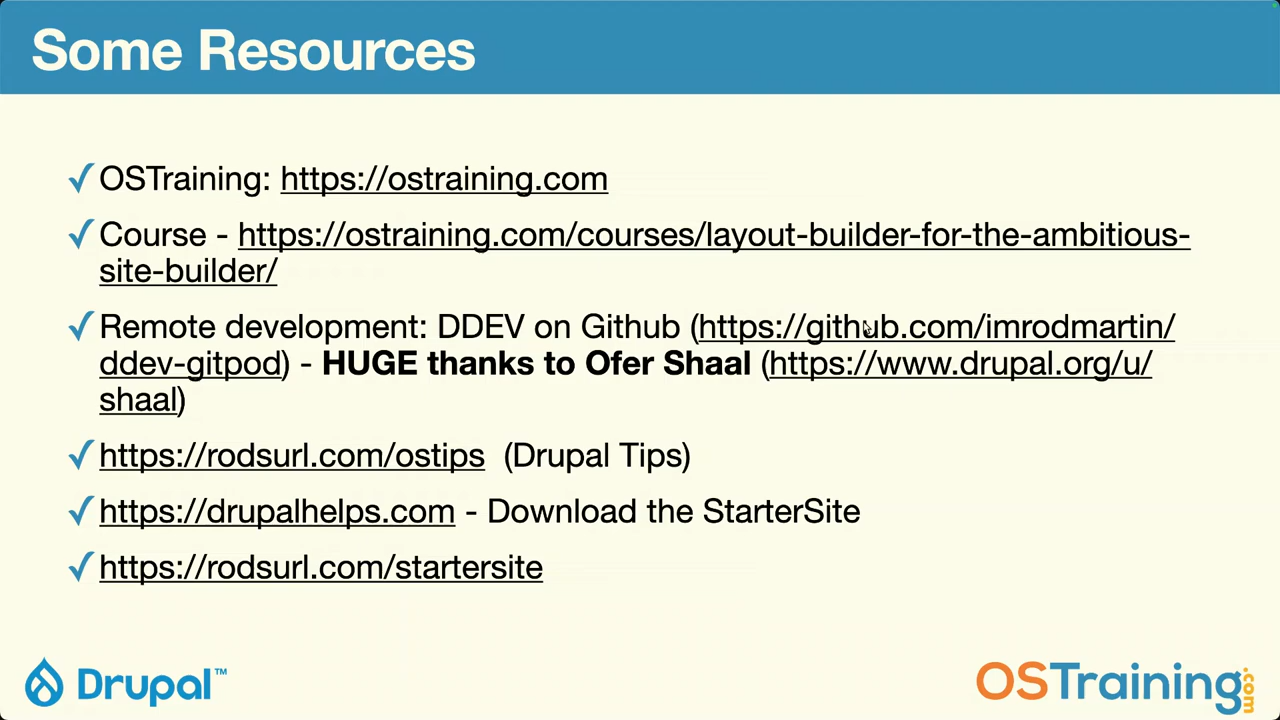 Some Resources
✓ OSTraining: https://ostraining.com
✓ Course - https://ostraining.com/courses/layout-builder-for-the-ambitious-
site-builder/
✓ Remote development: DDEV on Github (https://github.com/imrodmartin/
ddev-gitpod) - HUGE thanks to Ofer Shaal (https://www.drupal.org/u/
shaal)
✓ https://rodsurl.com/ostips (Drupal Tips)
✓ https://drupalhelps.com - Download the StarterSite
✓ https://rodsurl.com/startersite
Drupal™
OSTraining.com